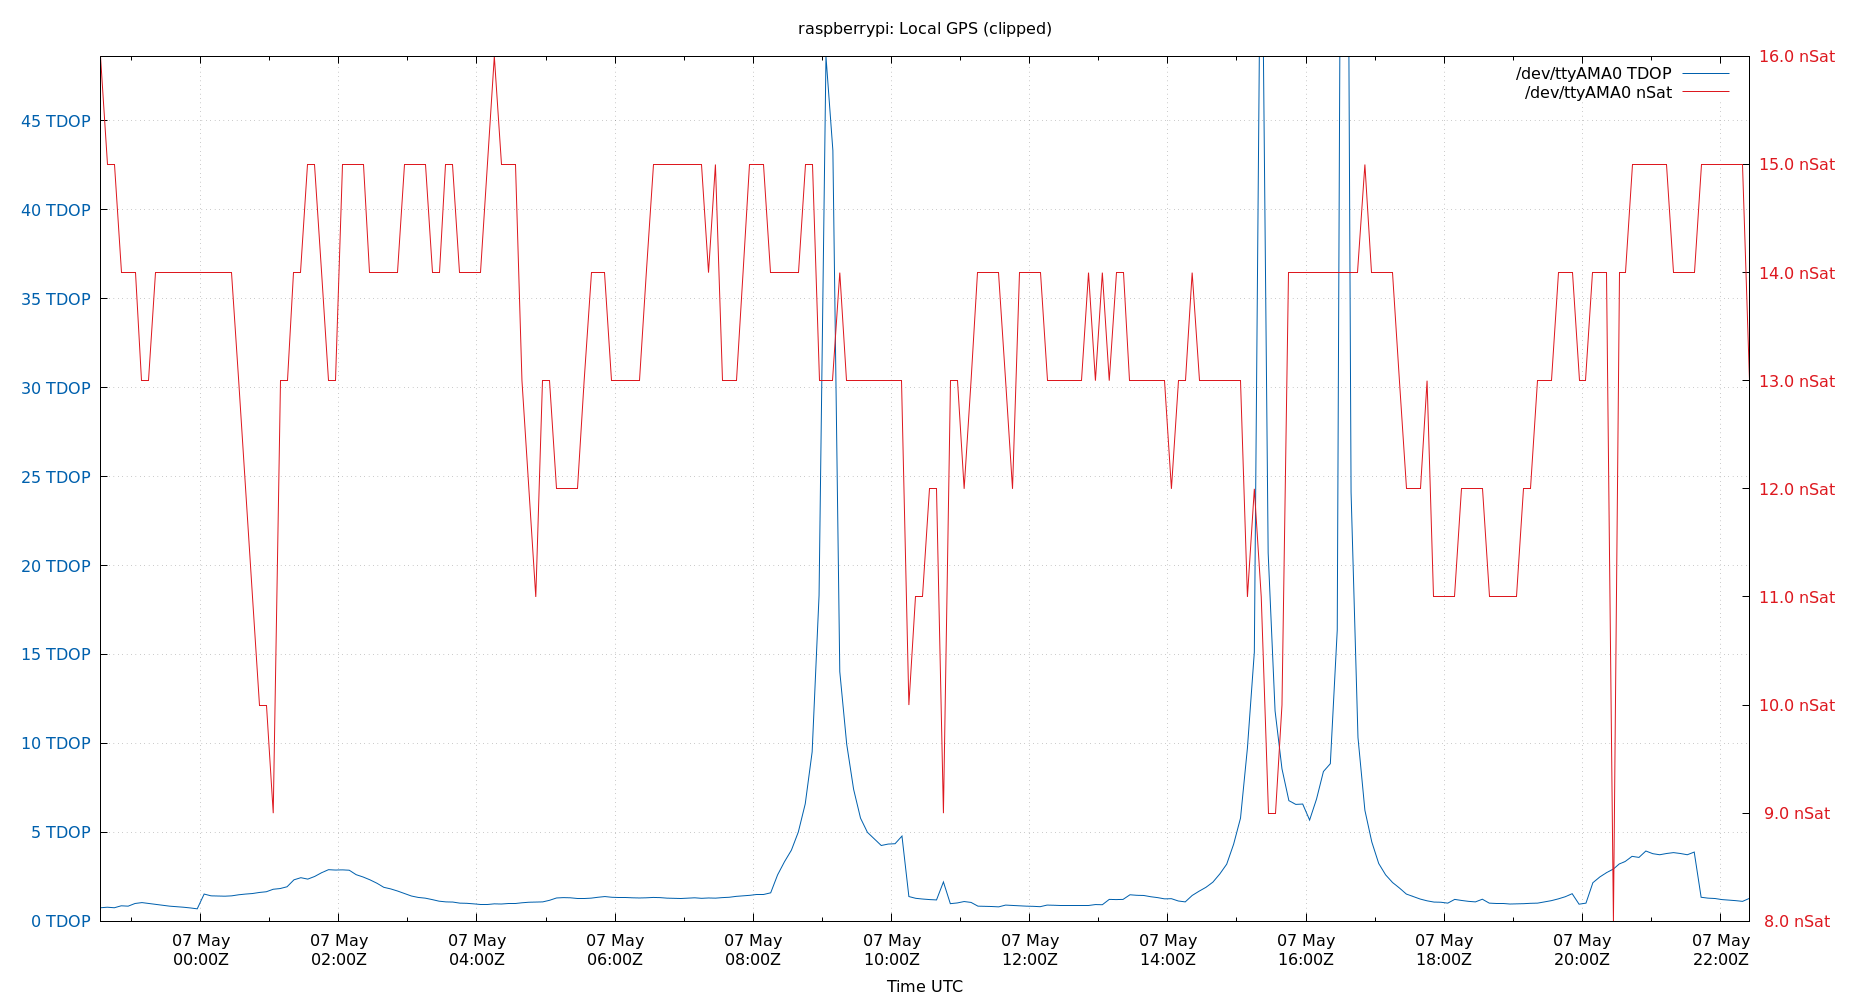 raspberrypi: Local GPS (clipped)
/dev/ttyAMA0 TDOP
/dev/ttyAMA0 nSat
45 TDOP
40 TDOP
35 TDOP
30 TDOP
25 TDOP
20 TDOP
15 TDOP
10 TDOP
5 TDOP
0 TDOP
16.0 nSat
15.0 nSat
14.0 nSat
13.0 nSat
12.0 nSat
11.0 nSat
10.0 nSat
9.0 nSat
8.0 nSat
07 May
00:00Z
07 May
02:00Z
07 May
04:00Z
07 May
06:00Z
07 May
08:00Z
07 May
10:00Z
07 May
12:00Z
07 May
14:00Z
07 May
16:00Z
07 May
18:00Z
07 May
20:00Z
07 May
22:00Z
Time UTC